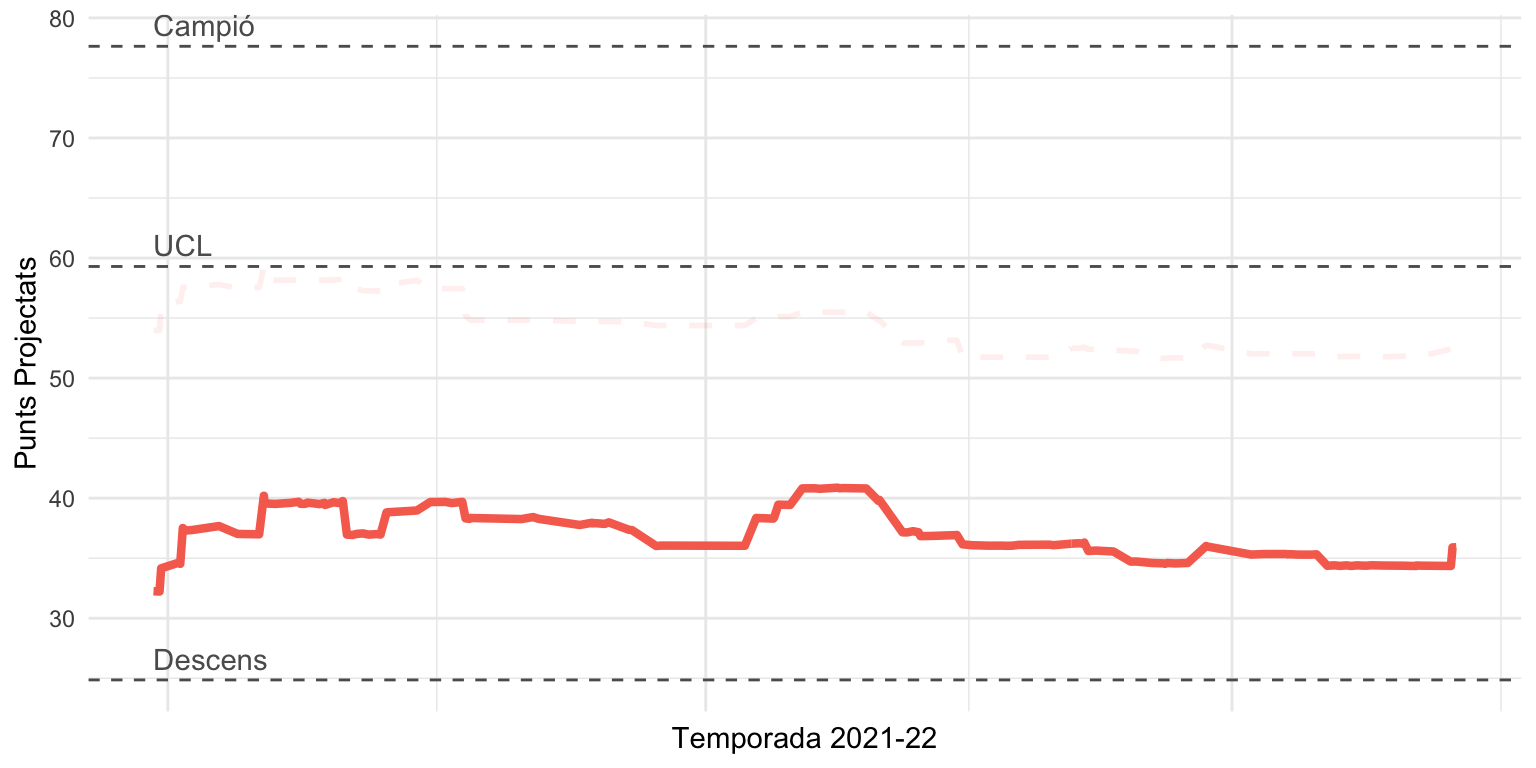 80
Campió
70
UCL
60
50
40
30
Descens
Punts Projectats
Temporada 2021-22